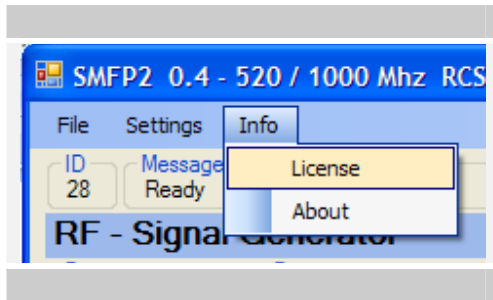 SMFP2 0.4 - 520 / 1000 Mhz RCS
File Settings Info
ID Message License
28 Ready
About
RF - Signal Generator